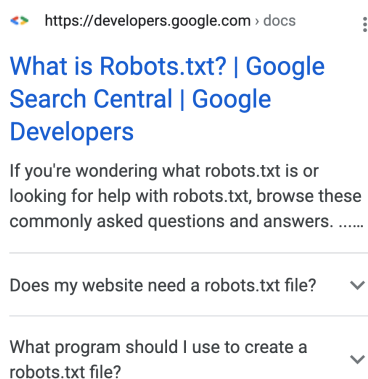 https://developers.google.com › docs
What is Robots.txt? | Google
Search Central | Google
Developers
If you're wondering what robots.txt is or
looking for help with robots.txt, browse these
commonly asked questions and answers. ......
Does my website need a robots.txt file?
What program should I use to create a
robots.txt file?